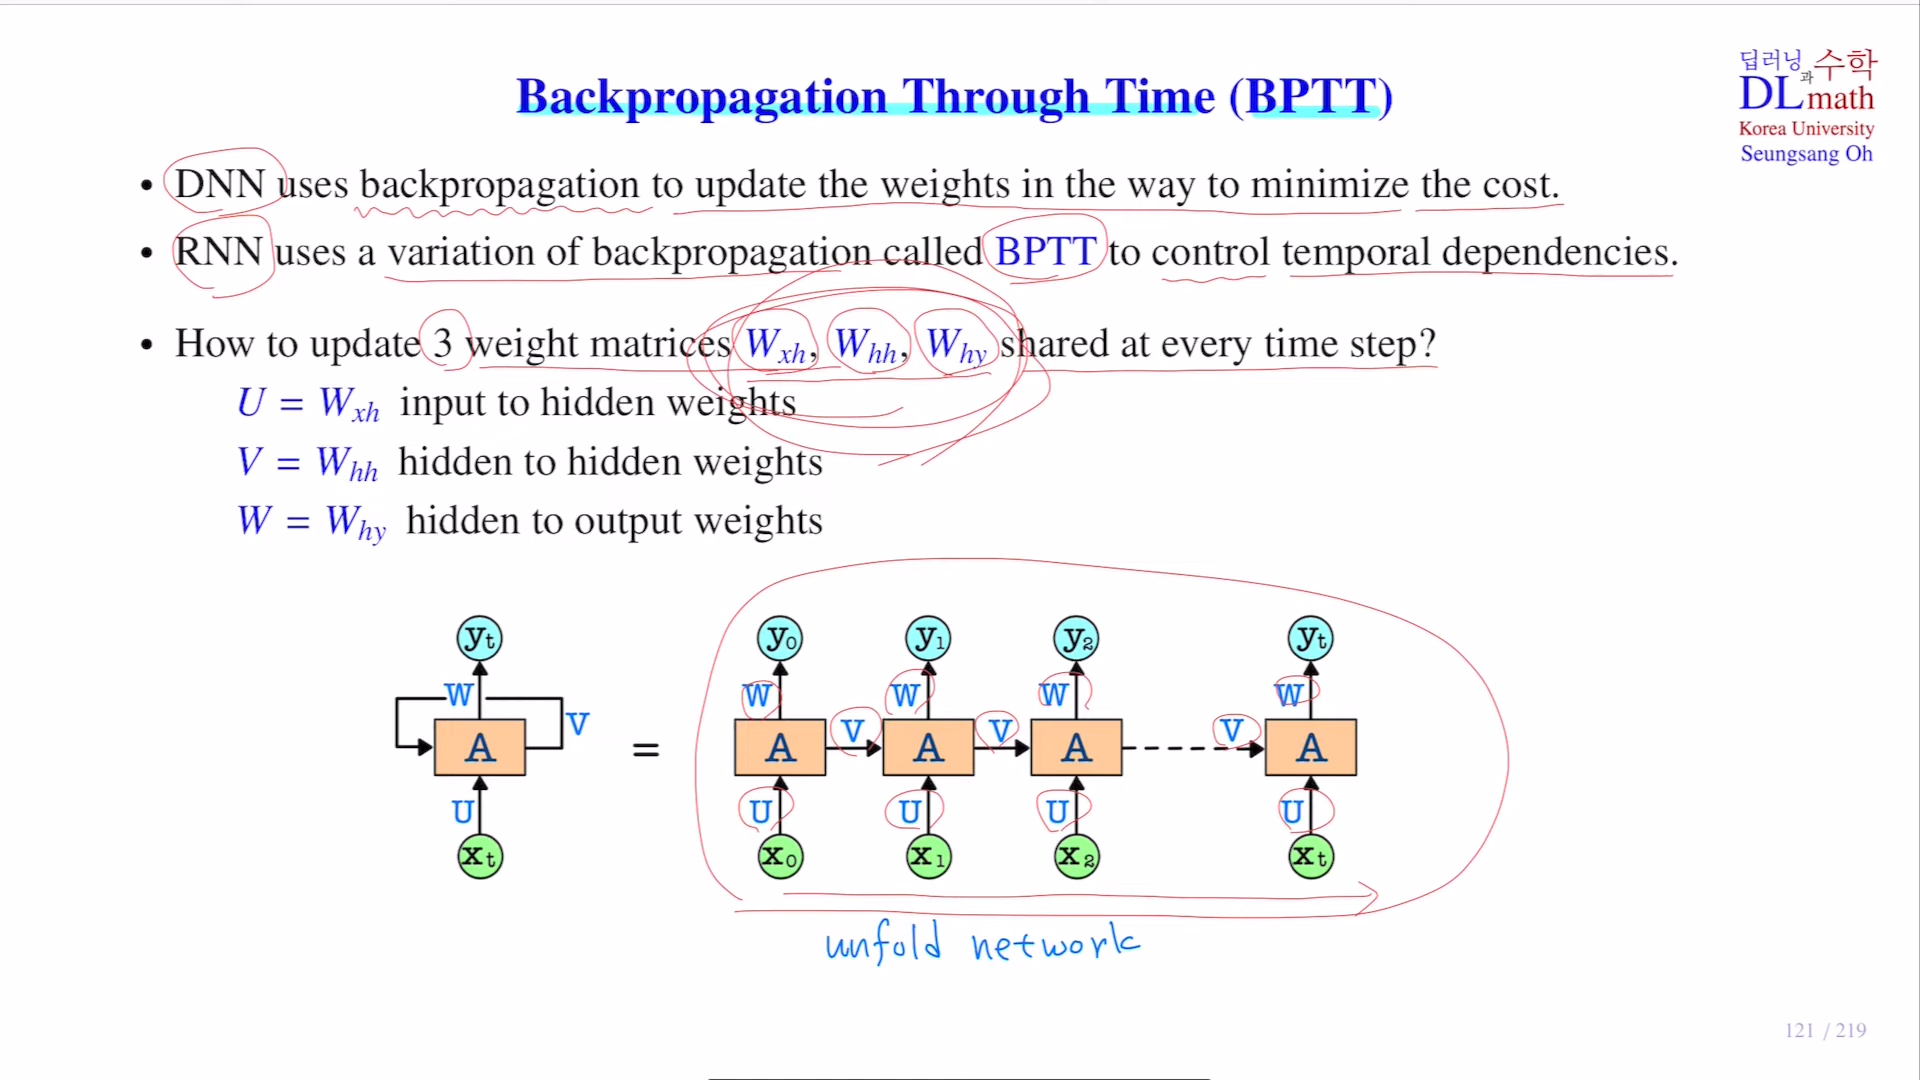 Backpropagation Through Time (BPTT)
딥러닝과 수학
DL math
Korea University
Seungsang Oh
• DNN uses backpropagation to update the weights in the way to minimize the cost.
• RNN uses a variation of backpropagation called BPTT to control temporal dependencies.
• How to update 3 weight matrices Wxh, Whh, Why shared at every time step?
U = Wxh input to hidden weights
V = Whh hidden to hidden weights
W = Why hidden to output weights
yt y0 y1 y2 yt
W W W W W
V V V V
A = A A A A
U U U U U
xt x0 x1 x2 xt
unfold network
121 / 219